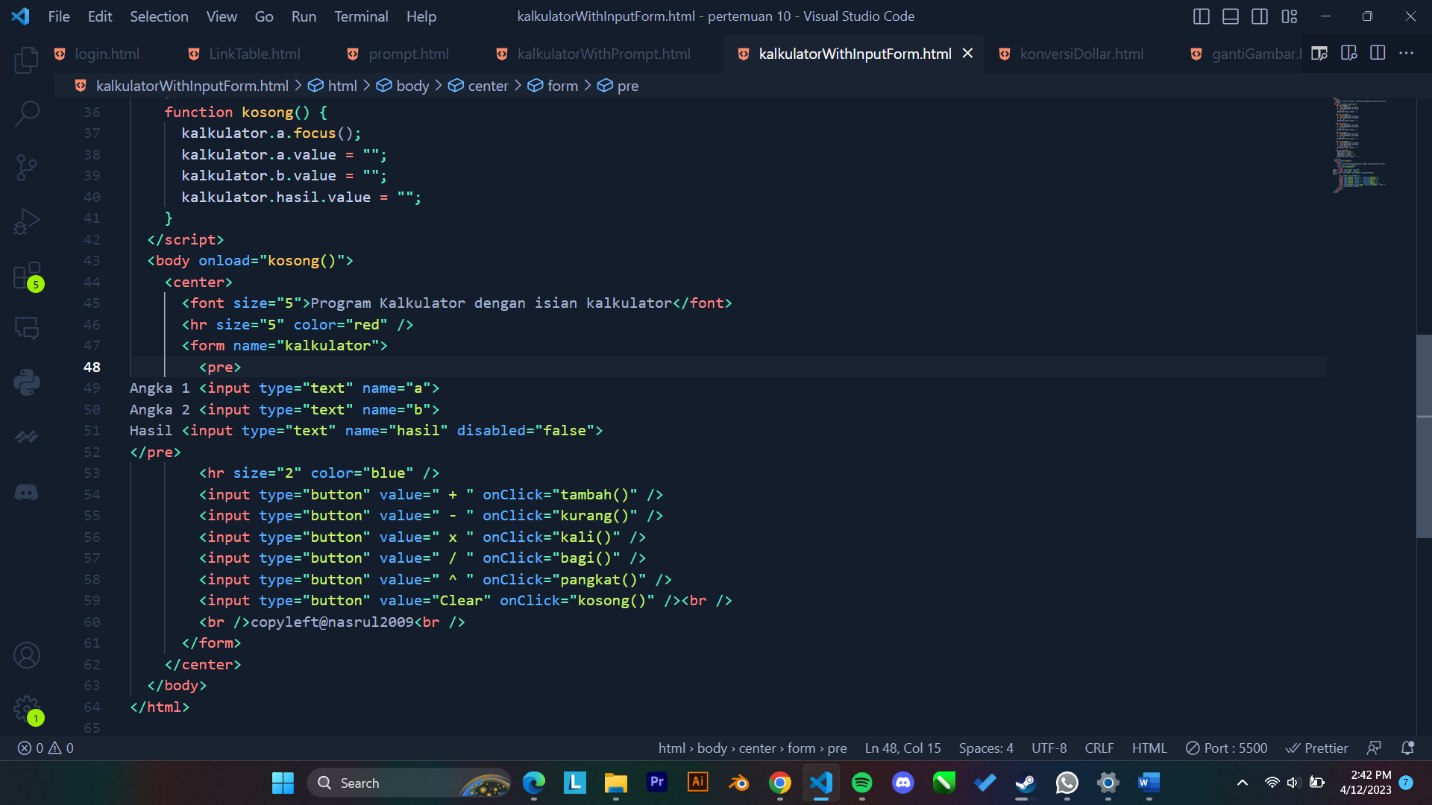 File Edit Selection View Go Run Terminal Help kalkulatorWithInputForm.html - pertemuan 10 - Visual Studio Code
login.html LinkTable.html prompt.html kalkulatorWithPrompt.html kalkulatorWithInputForm.html konversiDollar.html gantiGambar.h
kalkulatorWithInputForm.html > html > body > center > form > pre
36 function kosong() {
37 kalkulator.a.focus();
38 kalkulator.a.value = "";
39 kalkulator.b.value = "";
40 kalkulator.hasil.value = "";
41 }
42 </script>
43 <body onload="kosong()">
44 <center>
45 <font size="5">Program Kalkulator dengan isian kalkulator</font>
46 <hr size="5" color="red" />
47 <form name="kalkulator">
48 <pre>
49 Angka 1 <input type="text" name="a">
50 Angka 2 <input type="text" name="b">
51 Hasil <input type="text" name="hasil" disabled="false">
52 </pre>
53 <hr size="2" color="blue" />
54 <input type="button" value=" + " onClick="tambah()" />
55 <input type="button" value=" - " onClick="kurang()" />
56 <input type="button" value=" x " onClick="kali()" />
57 <input type="button" value=" / " onClick="bagi()" />
58 <input type="button" value=" ^ " onClick="pangkat()" />
59 <input type="button" value="Clear" onClick="kosong()" /><br />
60 <br />copyleft@nasrul2009<br />
61 </form>
62 </center>
63 </body>
64 </html>
65
5
1
0 0 html › body › center › form › pre Ln 48, Col 15 Spaces: 4 UTF-8 CRLF HTML Port : 5500 Prettier
Search L Pr Ai W 2:42 PM 7
4/12/2023